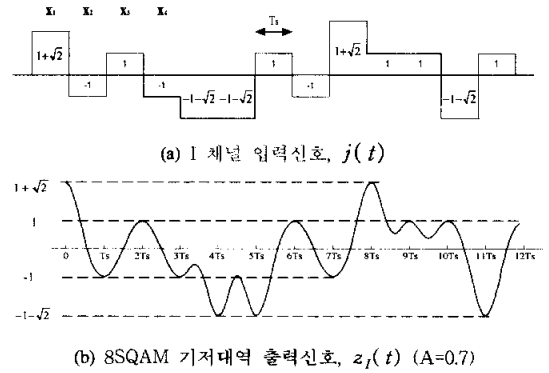 x₁ x₂ x₃ x₄ Ts
1+√2 -1 1 -1 -1-√2 -1-√2 1 -1 1+√2 1 1 -1-√2 1
(a) I 채널 입력신호, j(t)
1+√2
1
0 Ts 2Ts 3Ts 4Ts 5Ts 6Ts 7Ts 8Ts 9Ts 10Ts 11Ts 12Ts
-1
-1-√2
(b) 8SQAM 기저대역 출력신호, z_I(t) (A=0.7)